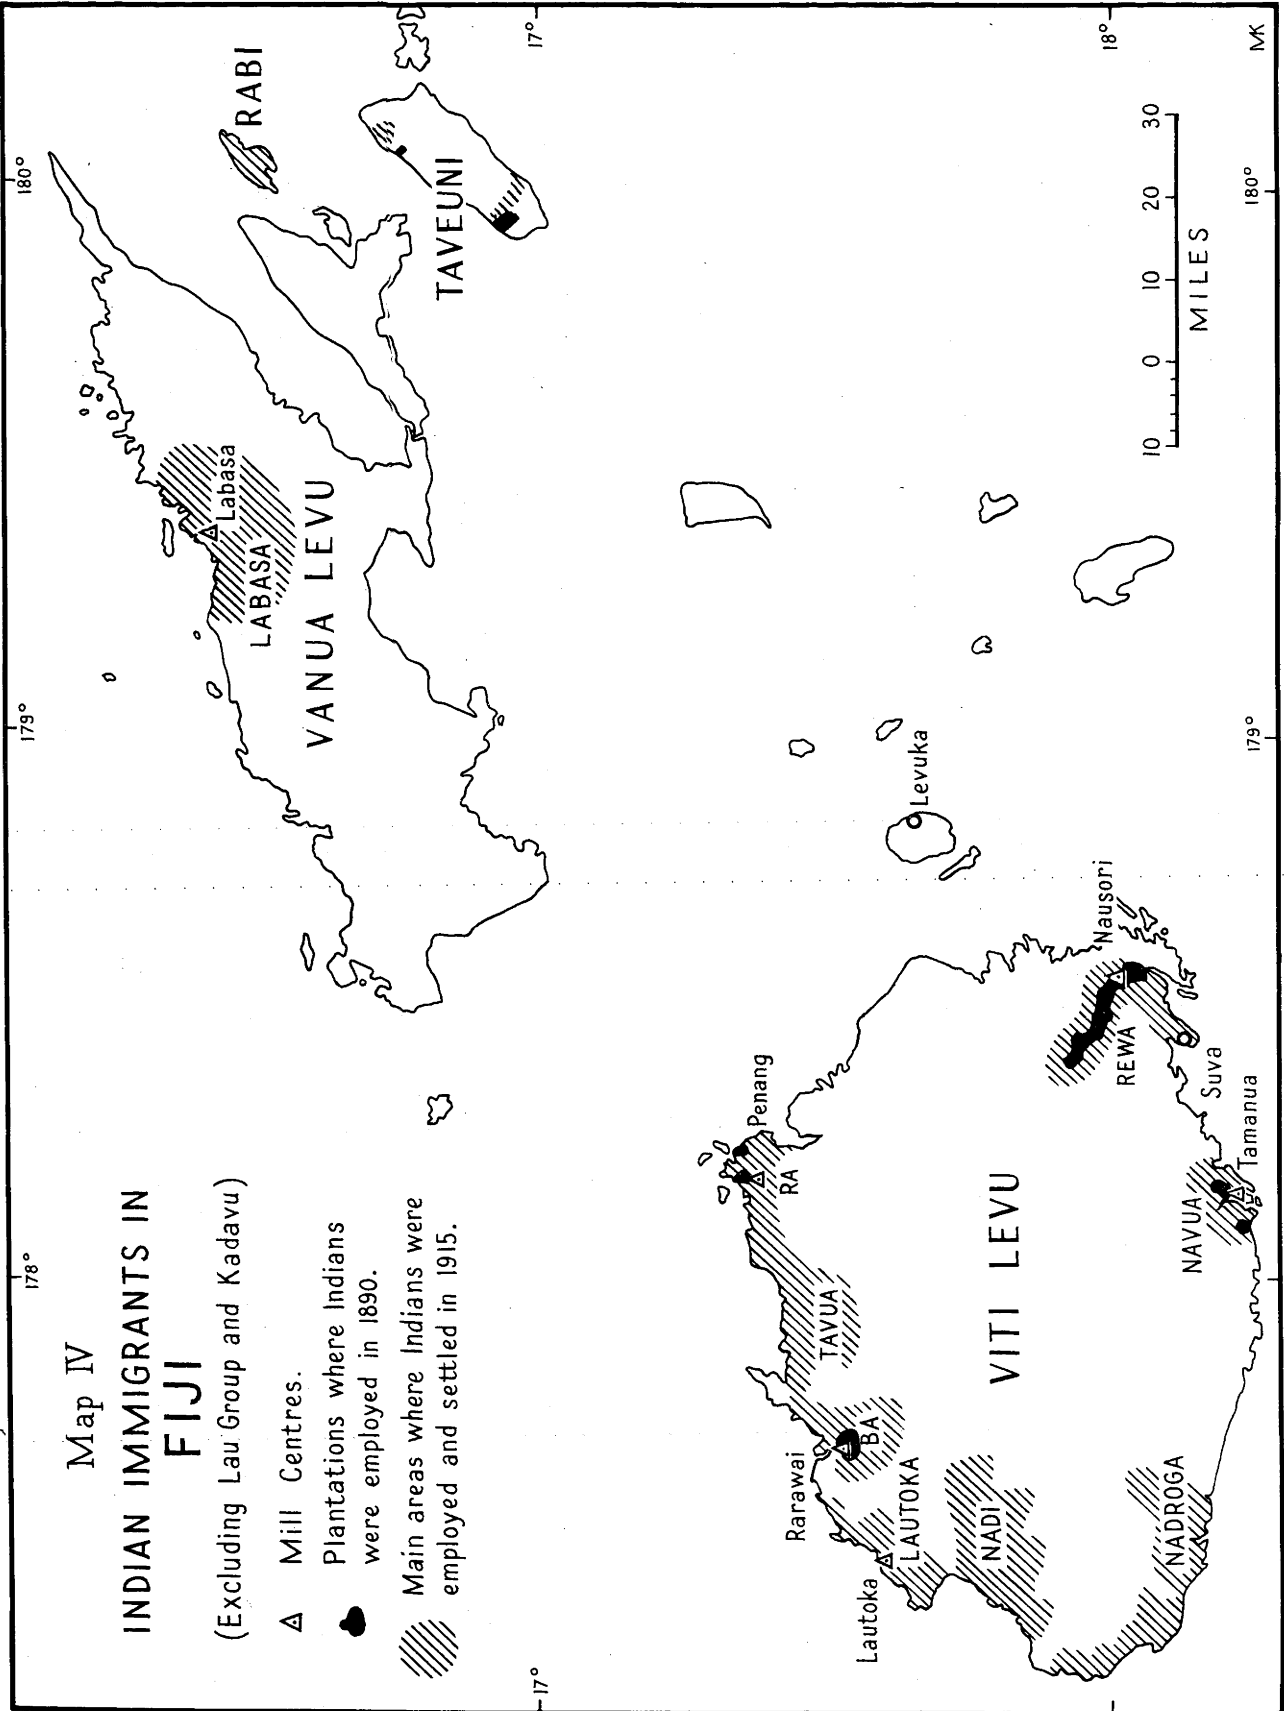 Map IV
INDIAN IMMIGRANTS IN
FIJI
(Excluding Lau Group and Kadavu)
Mill Centres.
Plantations where Indians
were employed in 1890.
Main areas where Indians were
employed and settled in 1915.
178°
179°
180°
17°
17°
18°
179°
180°
RABI
TAVEUNI
Labasa
LABASA
VANUA LEVU
Levuka
Penang
RA
TAVUA
Rarawai
BA
Lautoka
LAUTOKA
NADI
NADROGA
VITI LEVU
Nausori
REWA
Suva
Tamanua
NAVUA
10 0 10 20 30
MILES
MK